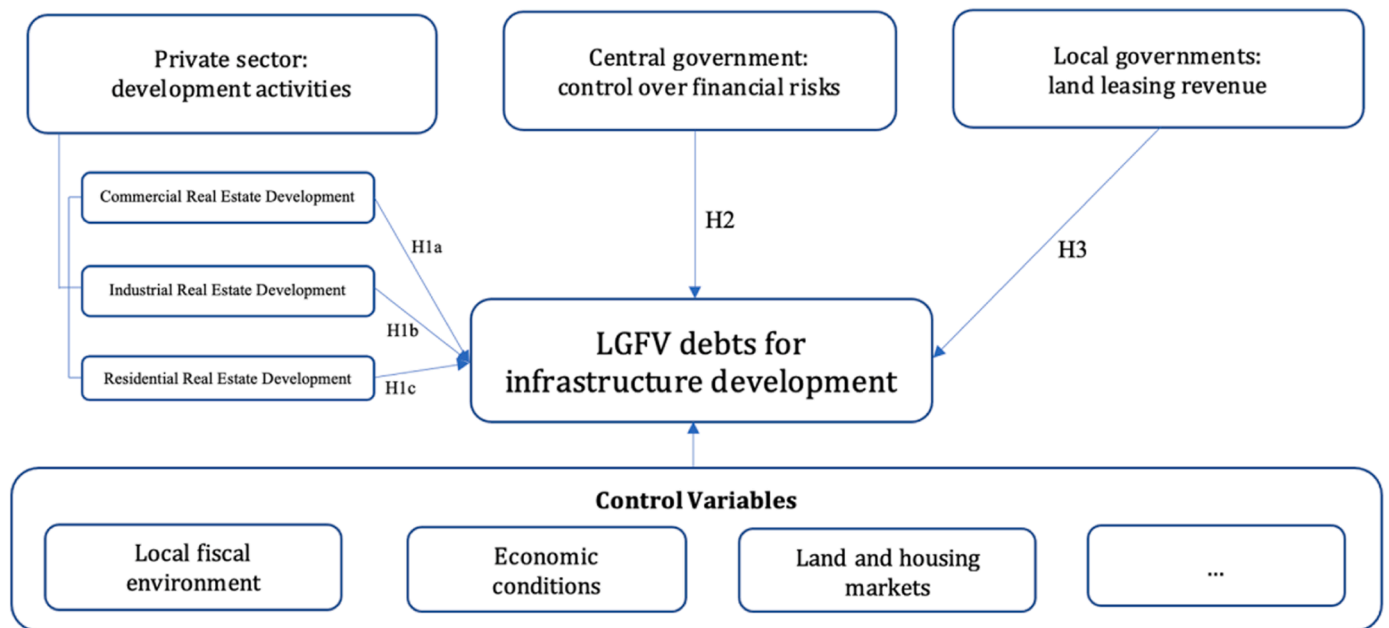 Private sector:
development activities
Central government:
control over financial risks
Local governments:
land leasing revenue
Commercial Real Estate Development
H1a
H2
H3
Industrial Real Estate Development
H1b
Residential Real Estate Development
H1c
LGFV debts for
infrastructure development
Control Variables
Local fiscal
environment
Economic
conditions
Land and housing
markets
...